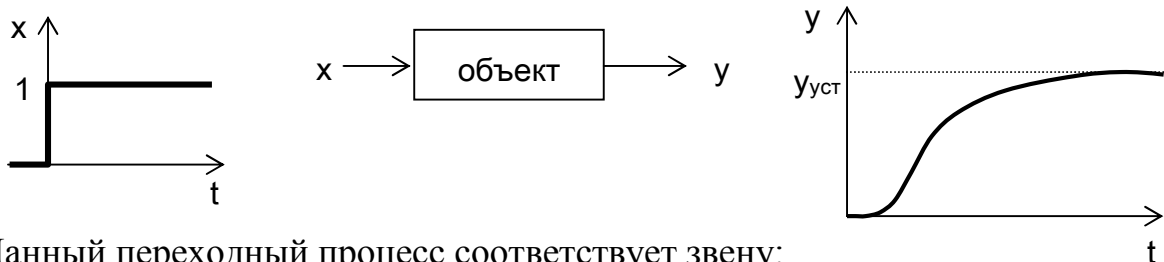 x
1
t
x
объект
y
y
yуст
t
Данный переходный процесс соответствует звену: